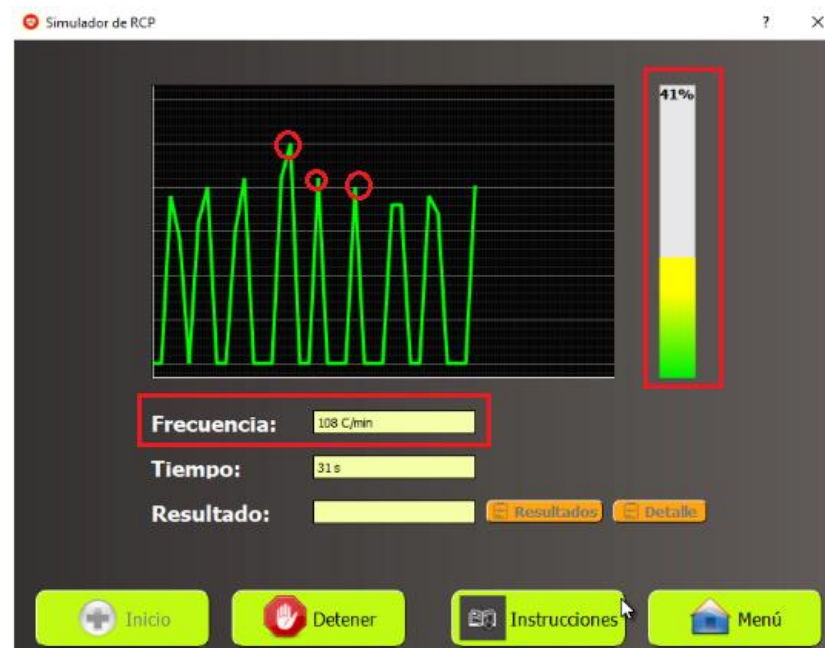 Simulador de RCP
41%
Frecuencia: 108 C/min
Tiempo: 31 s
Resultado: Resultados Detalle
Inicio Detener Instrucciones Menú